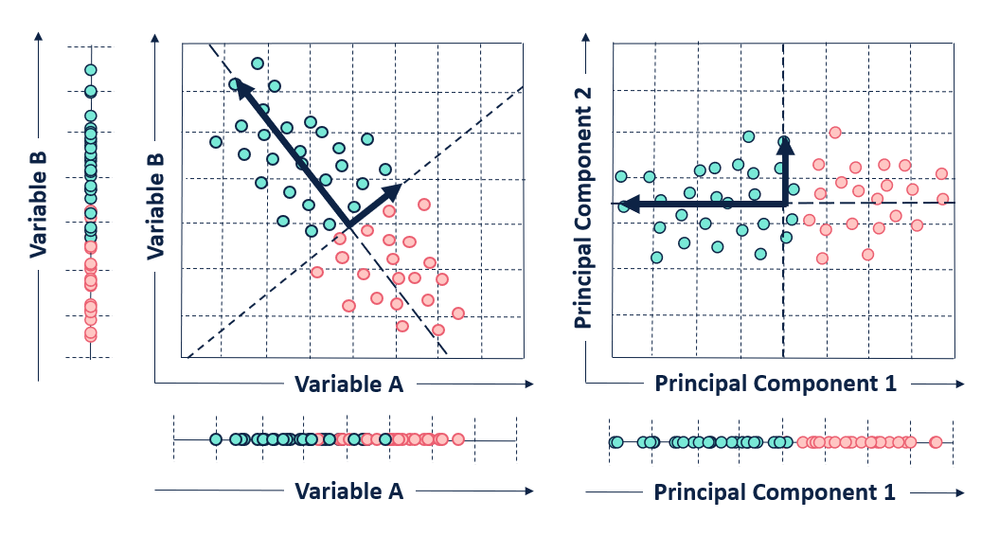 Variable B
Variable B
Variable A
Variable A
Principal Component 2
Principal Component 1
Principal Component 1